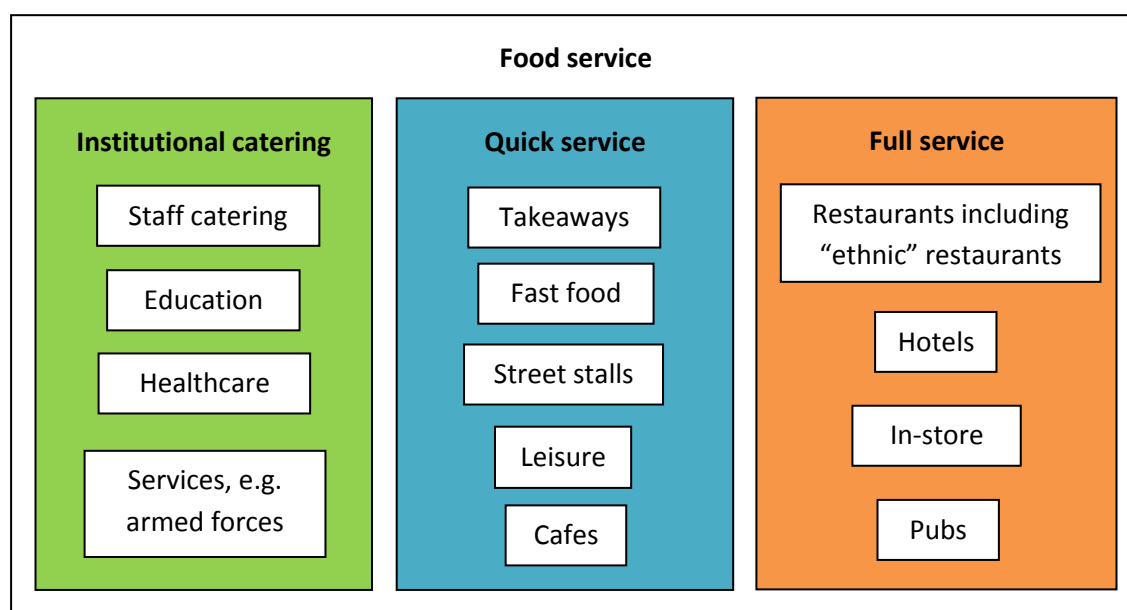 Food service
Institutional catering
Staff catering
Education
Healthcare
Services, e.g.
armed forces
Quick service
Takeaways
Fast food
Street stalls
Leisure
Cafes
Full service
Restaurants including
“ethnic” restaurants
Hotels
In-store
Pubs